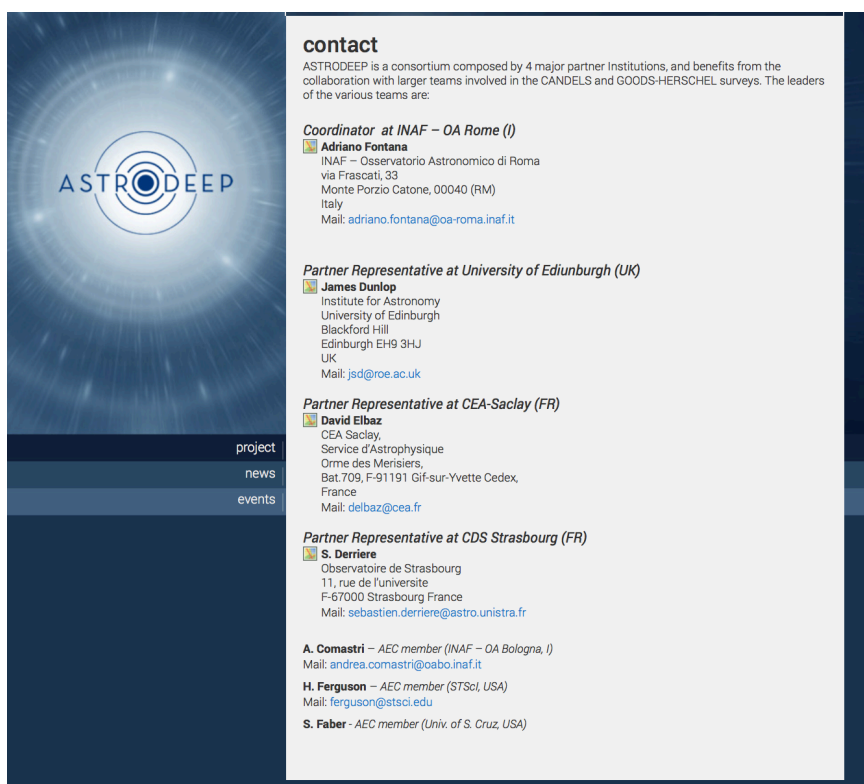 ASTRODEEP
project
news
events
contact
ASTRODEEP is a consortium composed by 4 major partner Institutions, and benefits from the
collaboration with larger teams involved in the CANDELS and GOODS-HERSCHEL surveys. The leaders
of the various teams are:
Coordinator at INAF – OA Rome (I)
Adriano Fontana
INAF – Osservatorio Astronomico di Roma
via Frascati, 33
Monte Porzio Catone, 00040 (RM)
Italy
Mail: adriano.fontana@oa-roma.inaf.it
Partner Representative at University of Ediunburgh (UK)
James Dunlop
Institute for Astronomy
University of Edinburgh
Blackford Hill
Edinburgh EH9 3HJ
UK
Mail: jsd@roe.ac.uk
Partner Representative at CEA-Saclay (FR)
David Elbaz
CEA Saclay,
Service d'Astrophysique
Orme des Merisiers,
Bat.709, F-91191 Gif-sur-Yvette Cedex,
France
Mail: delbaz@cea.fr
Partner Representative at CDS Strasbourg (FR)
S. Derriere
Observatoire de Strasbourg
11, rue de l'universite
F-67000 Strasbourg France
Mail: sebastien.derriere@astro.unistra.fr
A. Comastri – AEC member (INAF – OA Bologna, I)
Mail: andrea.comastri@oabo.inaf.it
H. Ferguson – AEC member (STScI, USA)
Mail: ferguson@stsci.edu
S. Faber - AEC member (Univ. of S. Cruz, USA)